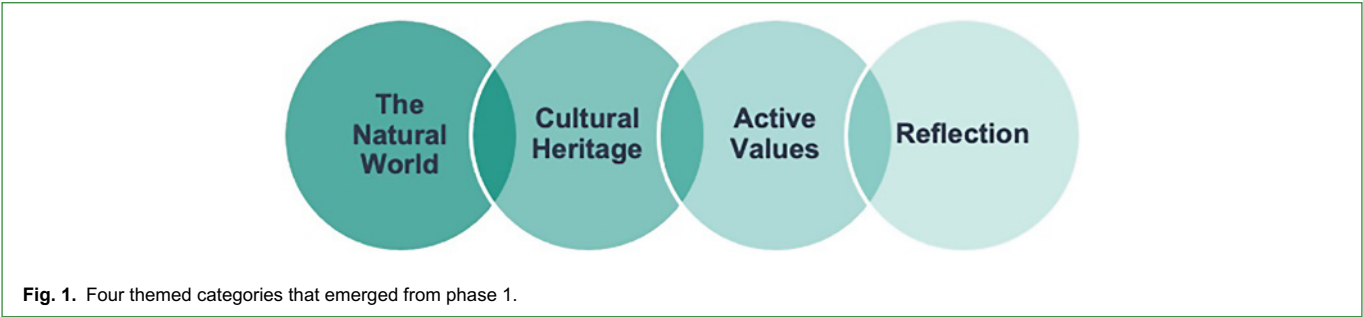 The
Natural
World
Cultural
Heritage
Active
Values
Reflection
Fig. 1. Four themed categories that emerged from phase 1.